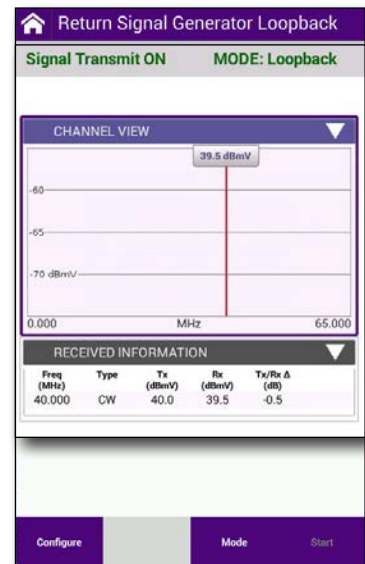 Return Signal Generator Loopback
Signal Transmit ON MODE: Loopback
CHANNEL VIEW
39.5 dBmV
-60
-65
-70 dBmV
0.000 MHz 65.000
RECEIVED INFORMATION
Freq (MHz) Type Tx (dBmV) Rx (dBmV) Tx/Rx Δ (dB)
40.000 CW 40.0 39.5 -0.5
Configure Mode Start